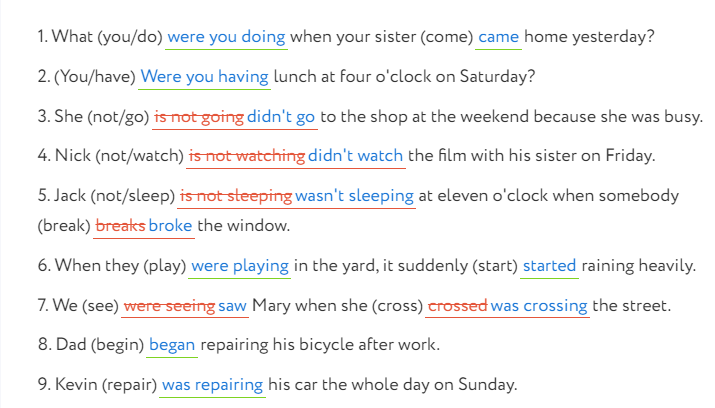 1. What (you/do) were you doing when your sister (come) came home yesterday?
2. (You/have) Were you having lunch at four o'clock on Saturday?
3. She (not/go) is not going didn't go to the shop at the weekend because she was busy.
4. Nick (not/watch) is not watching didn't watch the film with his sister on Friday.
5. Jack (not/sleep) is not sleeping wasn't sleeping at eleven o'clock when somebody
(break) breaks broke the window.
6. When they (play) were playing in the yard, it suddenly (start) started raining heavily.
7. We (see) were seeing saw Mary when she (cross) crossed was crossing the street.
8. Dad (begin) began repairing his bicycle after work.
9. Kevin (repair) was repairing his car the whole day on Sunday.